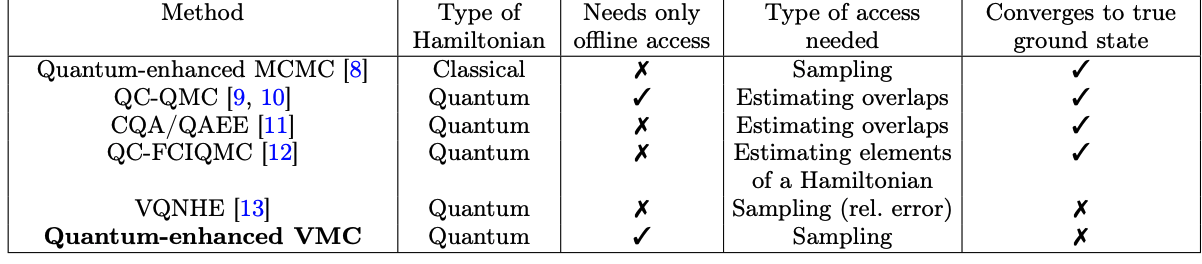 Method Type of Hamiltonian Needs only offline access Type of access needed Converges to true ground state
Quantum-enhanced MCMC [8] Classical ✗ Sampling ✓
QC-QMC [9, 10] Quantum ✓ Estimating overlaps ✓
CQA/QAEE [11] Quantum ✗ Estimating overlaps ✓
QC-FCIQMC [12] Quantum ✗ Estimating elements of a Hamiltonian ✓
VQNHE [13] Quantum ✗ Sampling (rel. error) ✗
Quantum-enhanced VMC Quantum ✓ Sampling ✗